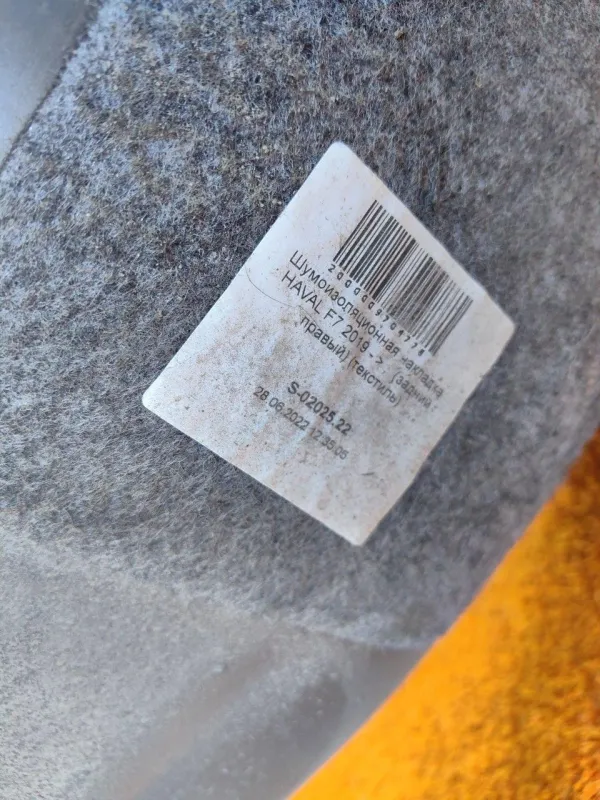 Шумоизоляционная накладка
HAVAL F7 2019 - > (задний
правый) (текстиль)
S-02025.22
28.06.2022 12:35:05